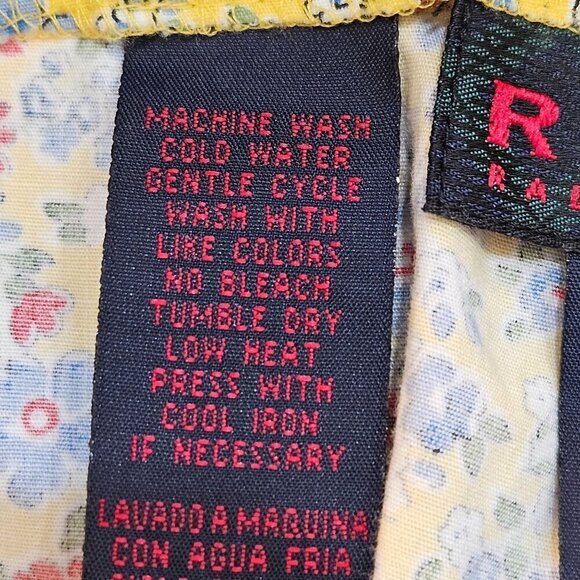 MACHINE WASH
COLD WATER
GENTLE CYCLE
WASH WITH
LIKE COLORS
NO BLEACH
TUMBLE DRY
LOW HEAT
PRESS WITH
COOL IRON
IF NECESSARY
LAVADO A MAQUINA
CON AGUA FRIA
R
RA